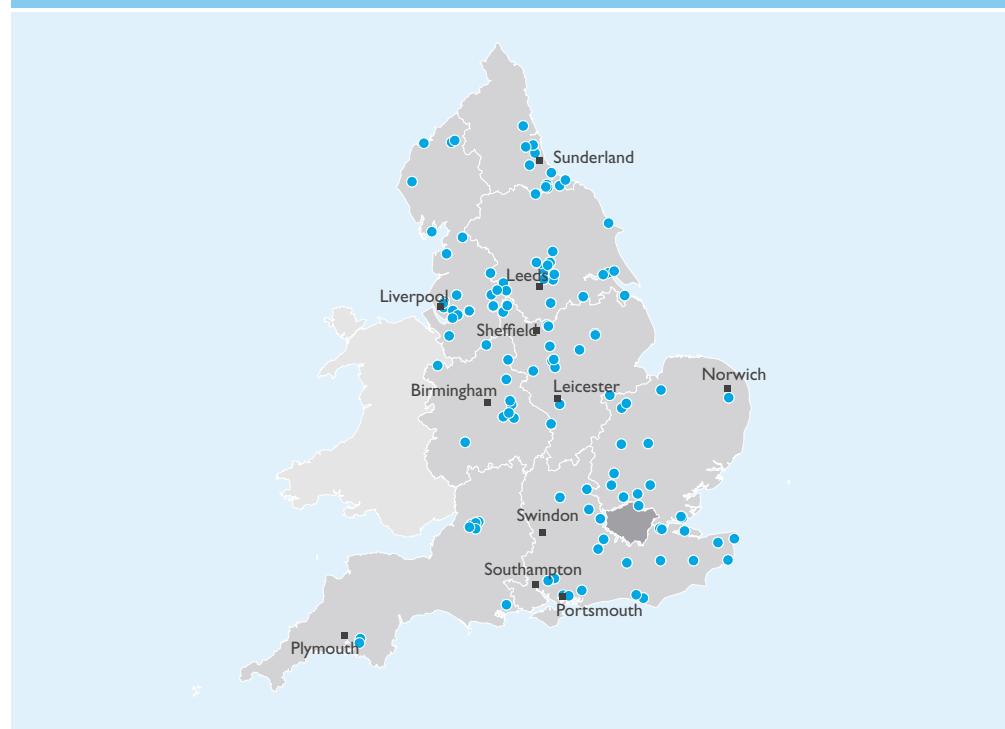 Sunderland
Leeds
Liverpool
Sheffield
Norwich
Birmingham
Leicester
Swindon
Southampton
Portsmouth
Plymouth